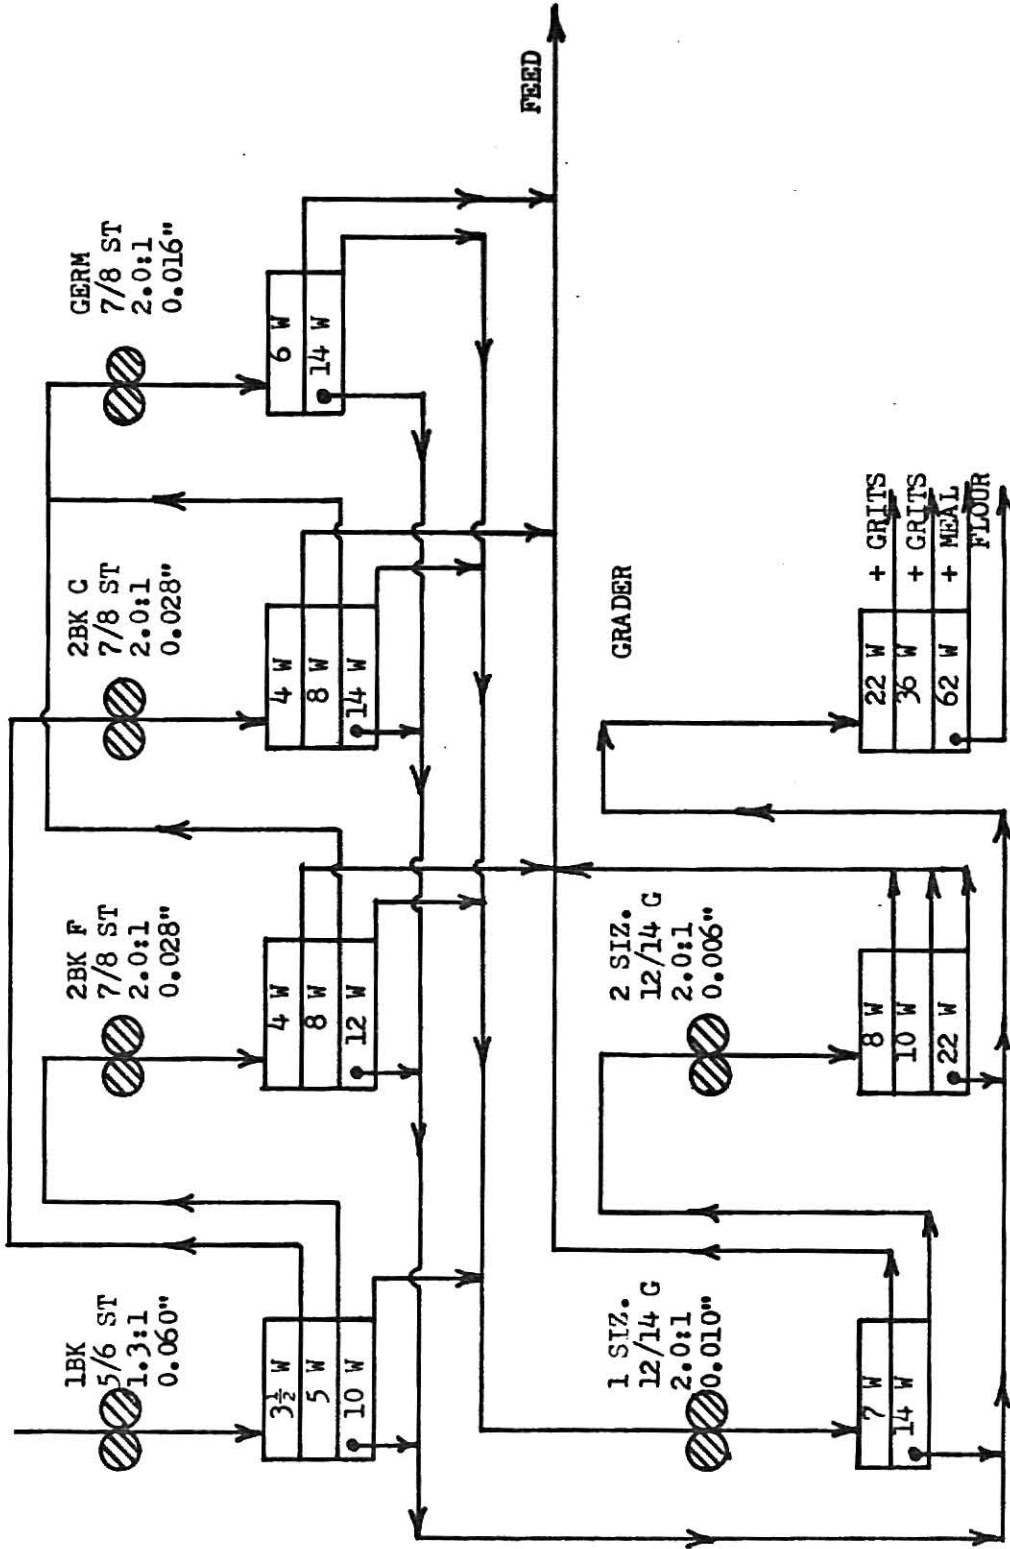 1BK
5/6 ST
1.3:1
0.060"
3½ W
5 W
10 W
2BK F
7/8 ST
2.0:1
0.028"
4 W
8 W
12 W
2BK C
7/8 ST
2.0:1
0.028"
4 W
8 W
14 W
GERM
7/8 ST
2.0:1
0.016"
6 W
14 W
FEED
1 SIZ.
12/14 G
2.0:1
0.010"
7 W
14 W
2 SIZ.
12/14 G
2.0:1
0.006"
8 W
10 W
22 W
GRADER
22 W + GRITS
36 W + GRITS
62 W + MEAL
FLOUR